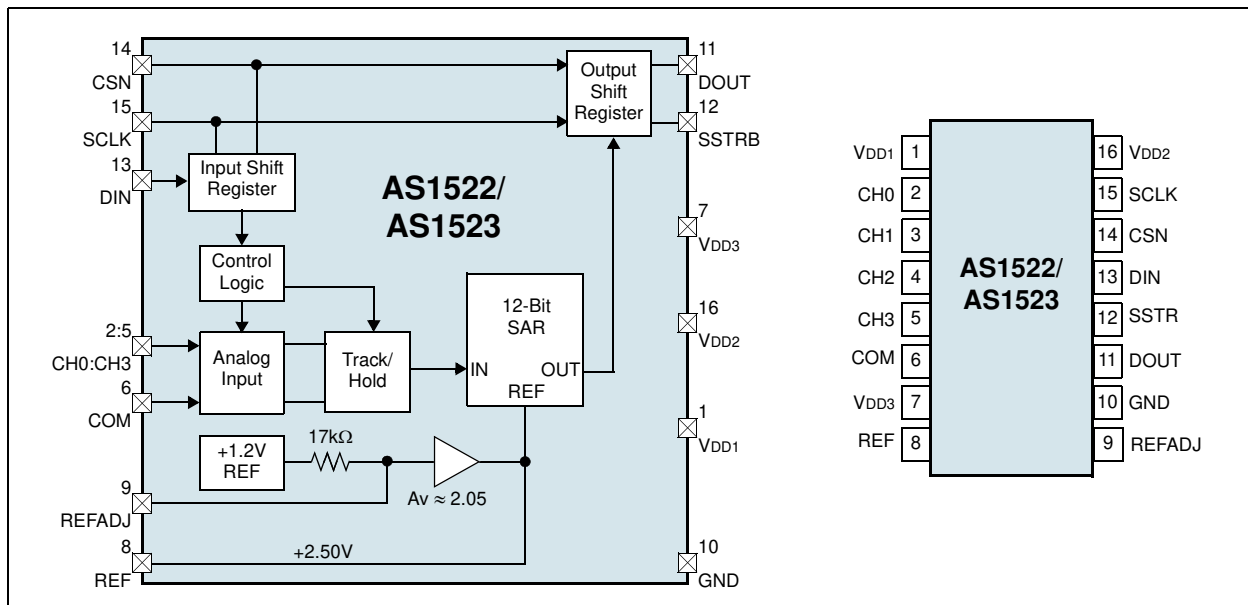 14
CSN
15
SCLK
13
DIN
Input Shift
Register
Output
Shift
Register
11
DOUT
12
SSTRB
AS1522/
AS1523
7
VDD3
Control
Logic
2:5
CH0:CH3
6
COM
Analog
Input
Track/
Hold
12-Bit
SAR
IN
OUT
REF
16
VDD2
1
VDD1
+1.2V
REF
17kΩ
Av ≈ 2.05
9
REFADJ
8
REF
+2.50V
10
GND
VDD1 1
CH0 2
CH1 3
CH2 4
CH3 5
COM 6
VDD3 7
REF 8
AS1522/
AS1523
16 VDD2
15 SCLK
14 CSN
13 DIN
12 SSTR
11 DOUT
10 GND
9 REFADJ